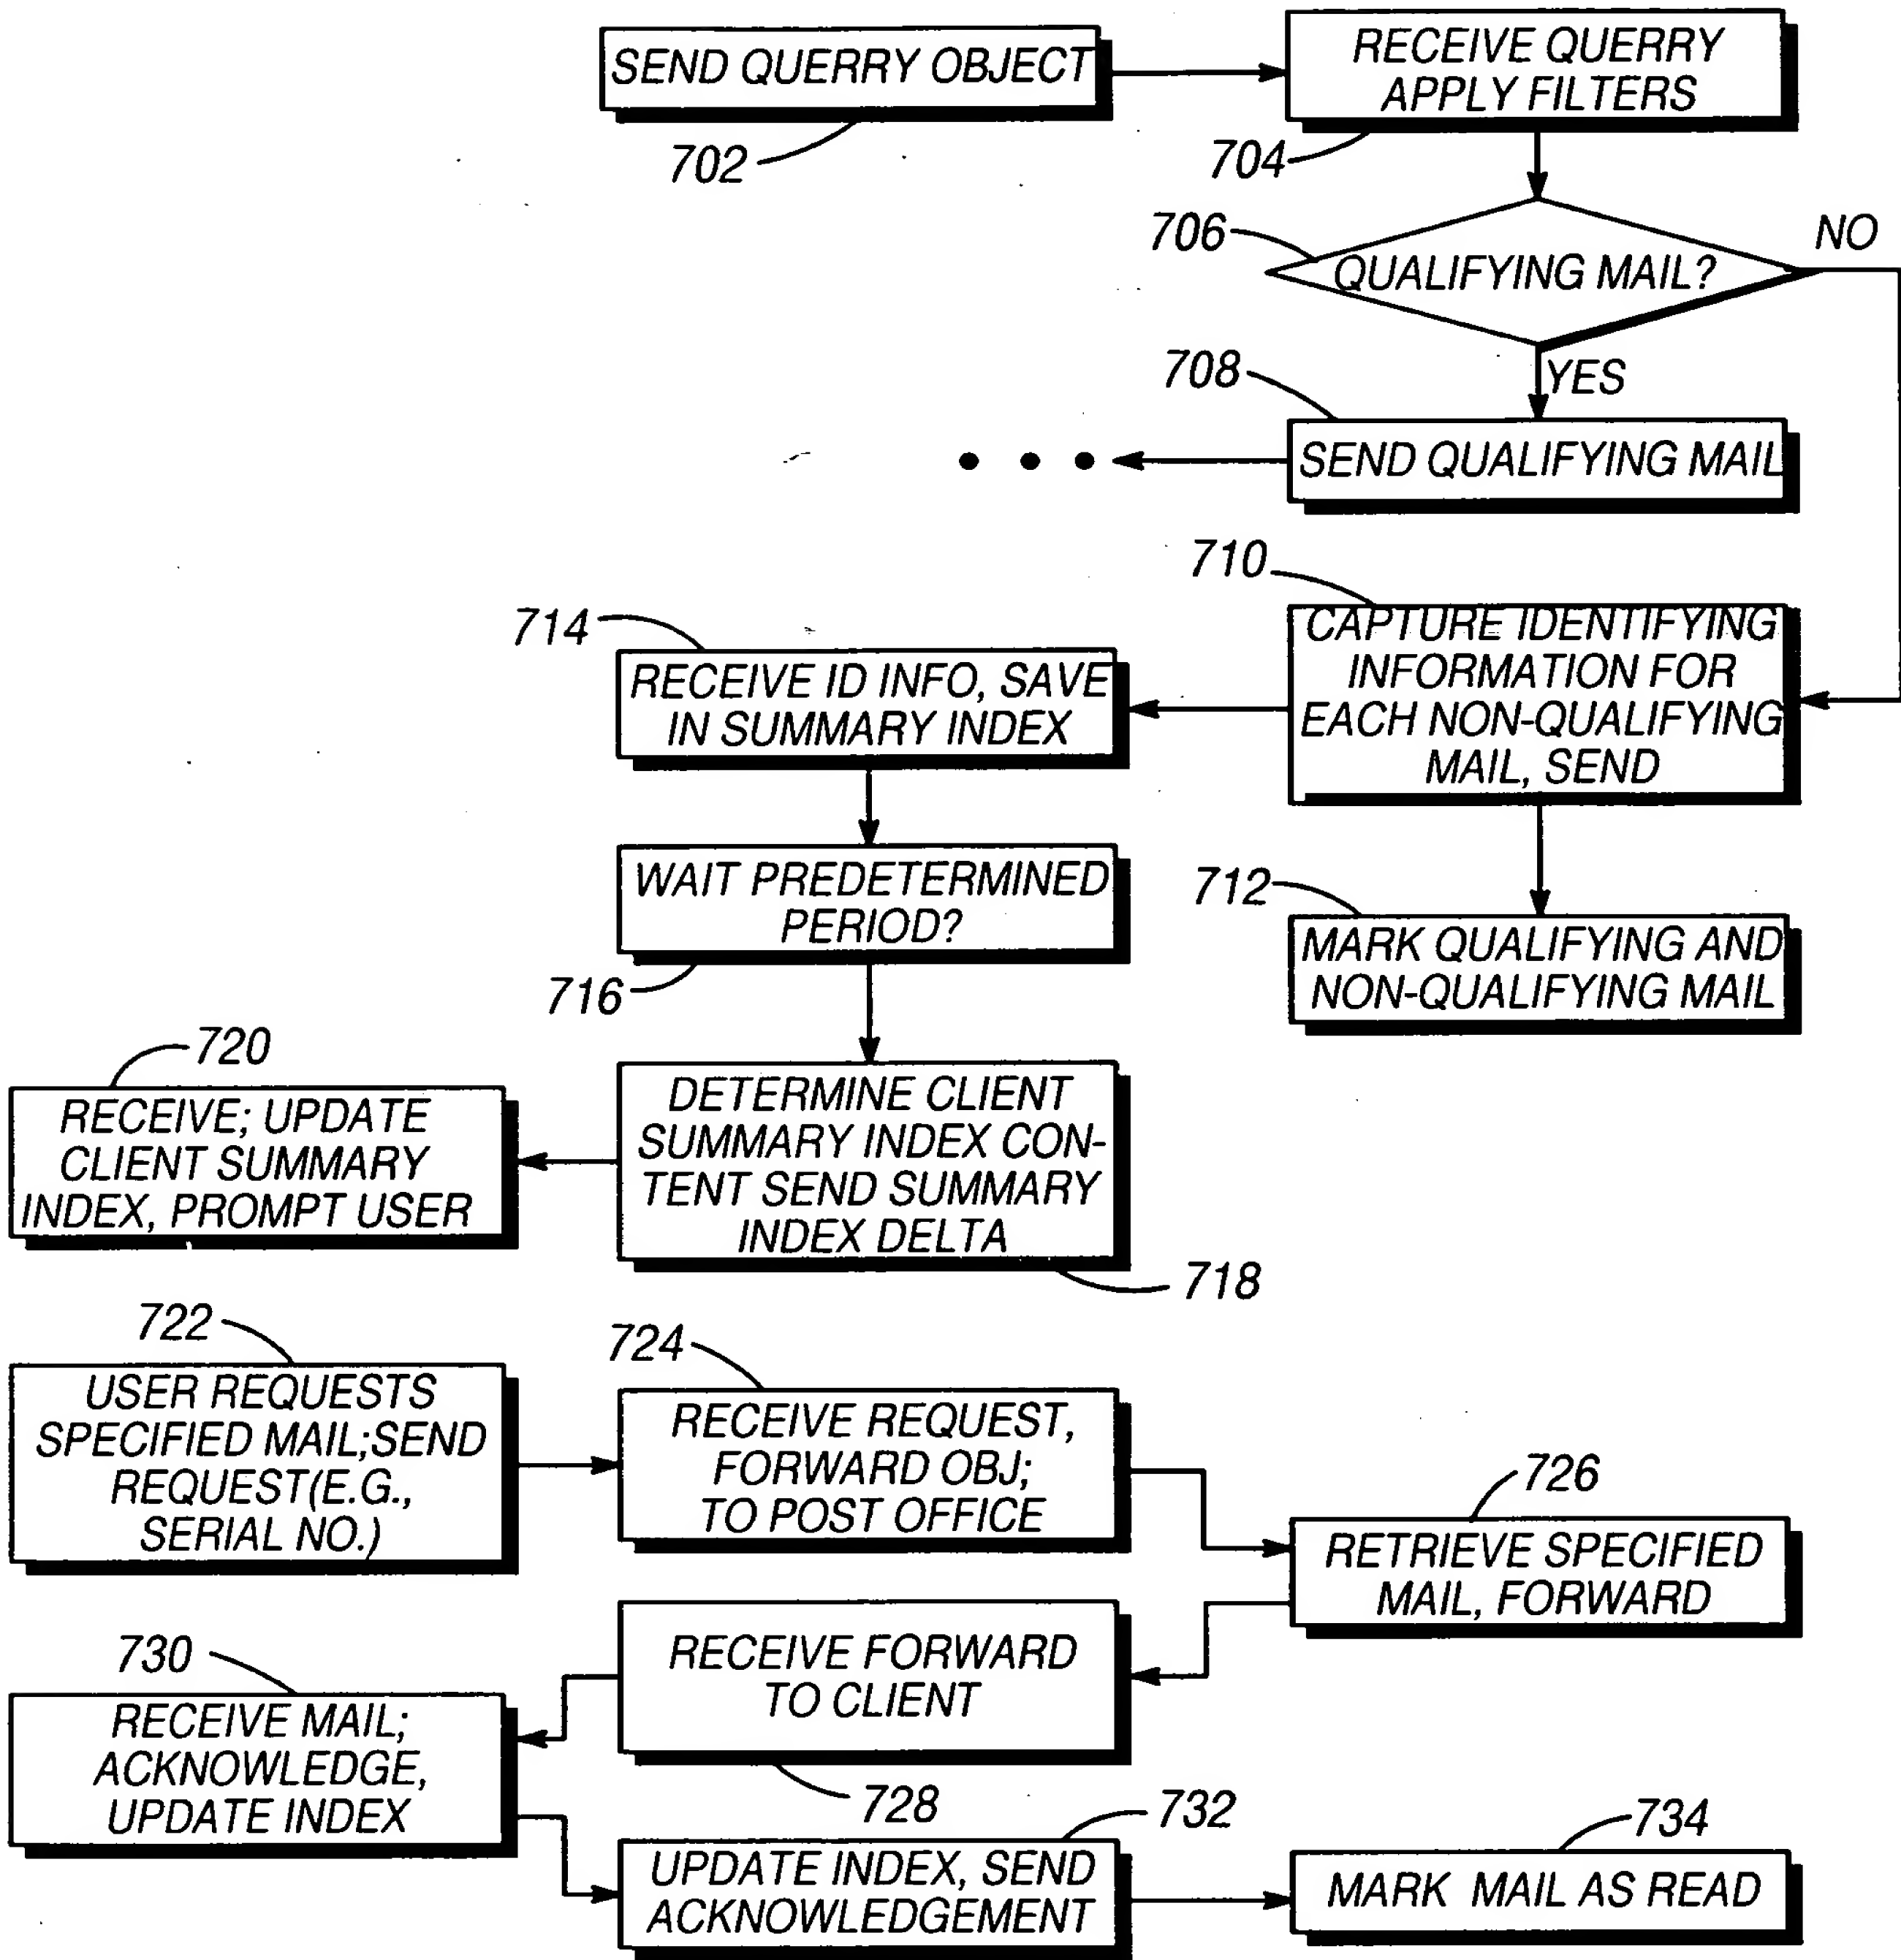 SEND QUERRY OBJECT
702
RECEIVE QUERRY
APPLY FILTERS
704
706
QUALIFYING MAIL?
NO
YES
708
SEND QUALIFYING MAIL
710
CAPTURE IDENTIFYING
INFORMATION FOR
EACH NON-QUALIFYING
MAIL, SEND
714
RECEIVE ID INFO, SAVE
IN SUMMARY INDEX
WAIT PREDETERMINED
PERIOD?
716
712
MARK QUALIFYING AND
NON-QUALIFYING MAIL
720
RECEIVE; UPDATE
CLIENT SUMMARY
INDEX, PROMPT USER
DETERMINE CLIENT
SUMMARY INDEX CON-
TENT SEND SUMMARY
INDEX DELTA
718
722
USER REQUESTS
SPECIFIED MAIL;SEND
REQUEST(E.G.,
SERIAL NO.)
724
RECEIVE REQUEST,
FORWARD OBJ;
TO POST OFFICE
726
RETRIEVE SPECIFIED
MAIL, FORWARD
RECEIVE FORWARD
TO CLIENT
728
730
RECEIVE MAIL;
ACKNOWLEDGE,
UPDATE INDEX
732
UPDATE INDEX, SEND
ACKNOWLEDGEMENT
734
MARK MAIL AS READ